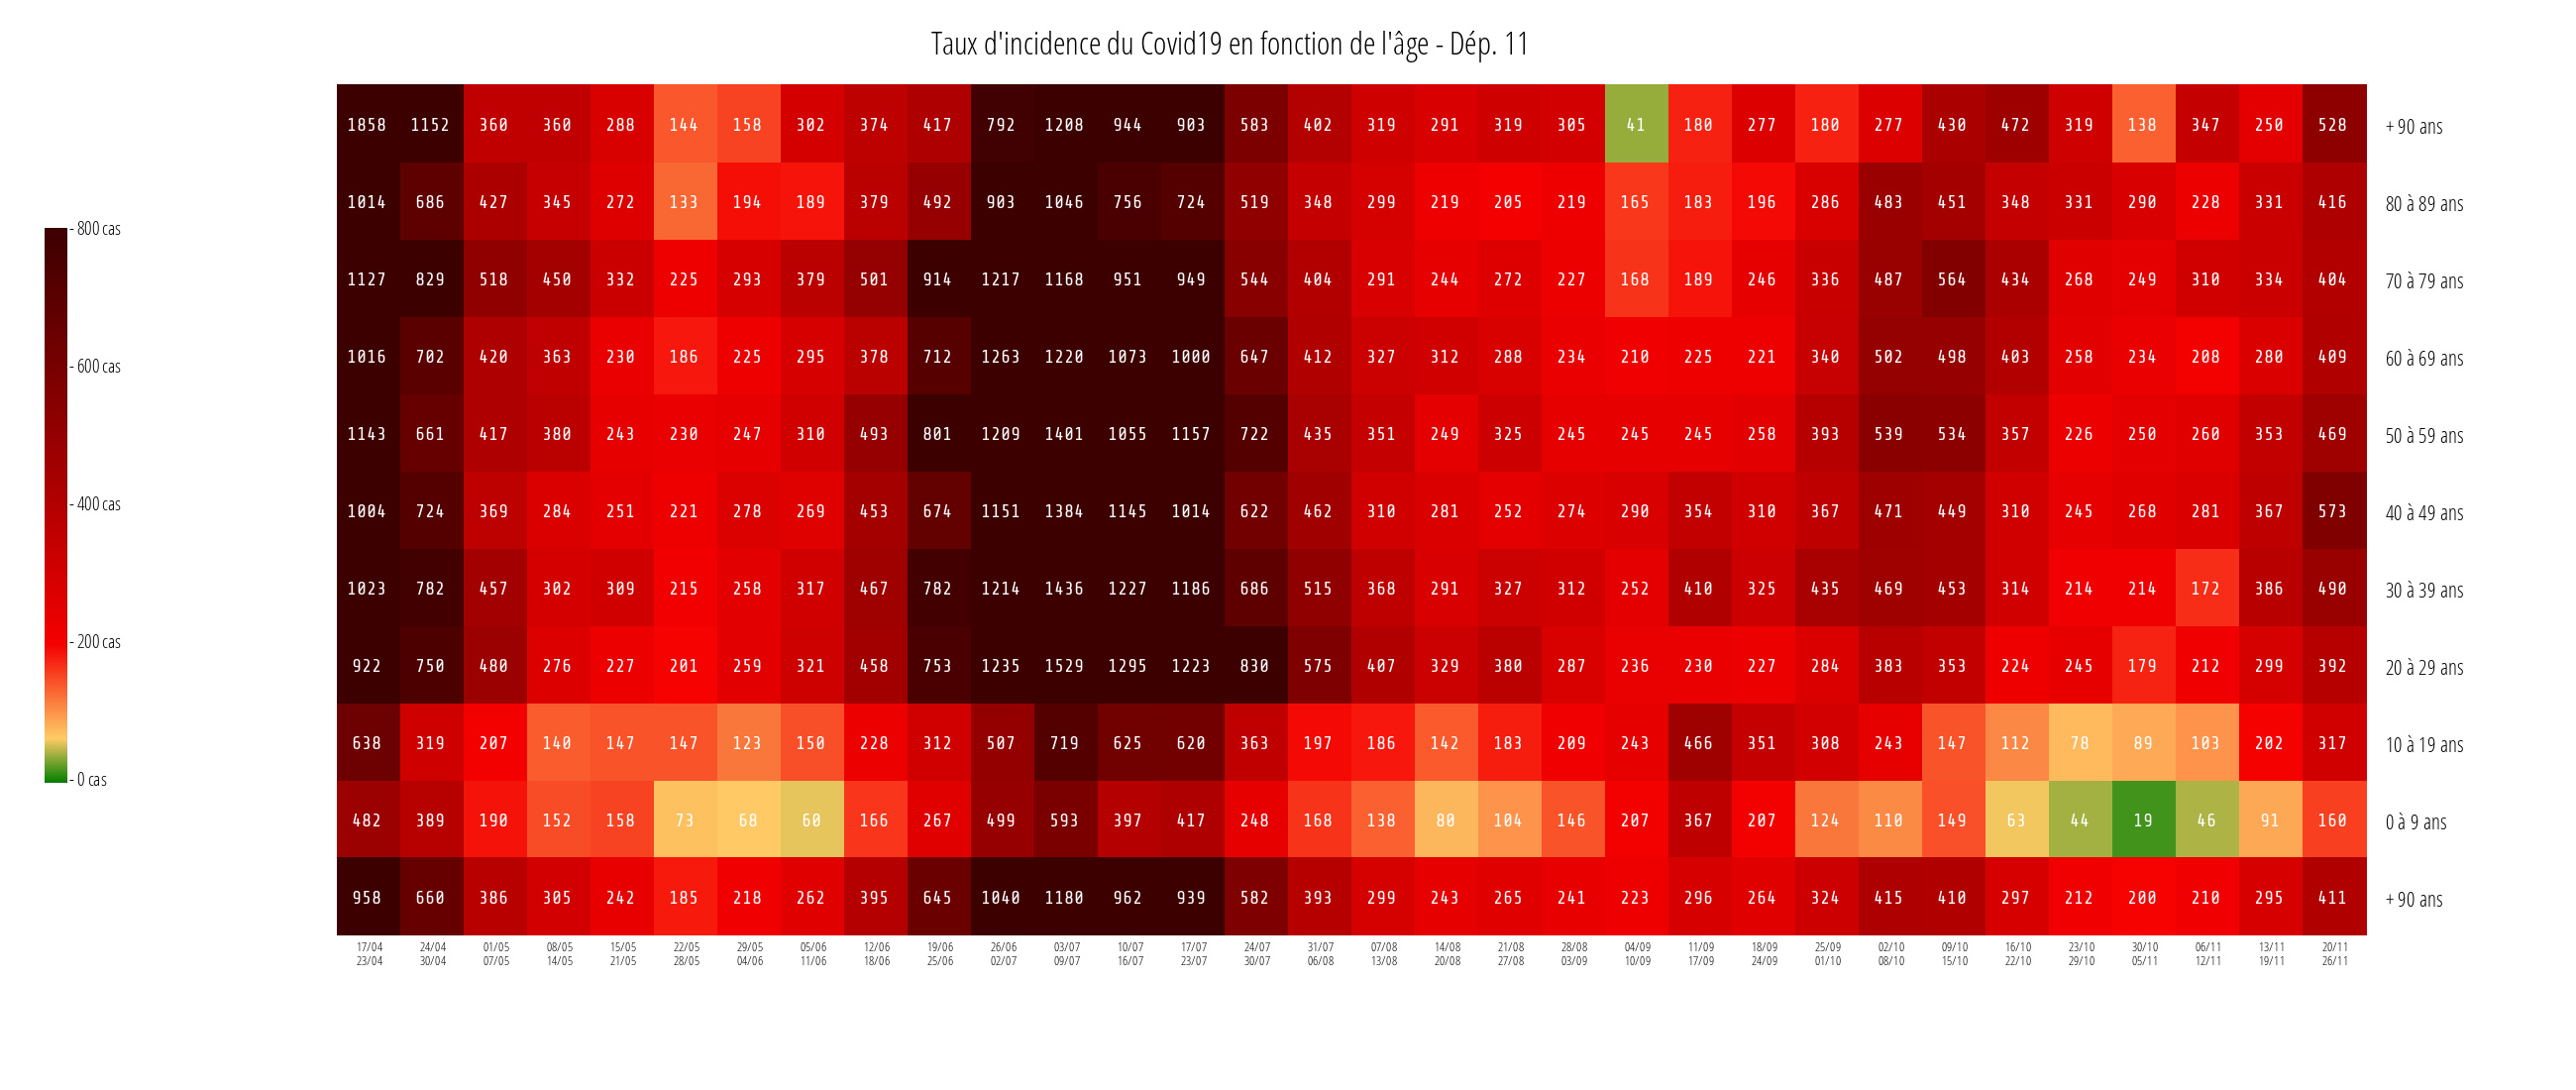 Taux d'incidence du Covid19 en fonction de l'âge - Dép. 11
1858 1152 360 360 288 144 158 302 374 417 792 1208 944 903 583 402 319 291 319 305 41 180 277 180 277 430 472 319 138 347 250 528 + 90 ans
1014 686 427 345 272 133 194 189 379 492 903 1046 756 724 519 348 299 219 205 219 165 183 196 286 483 451 348 331 290 228 331 416 80 à 89 ans
- 800 cas
1127 829 518 450 332 225 293 379 501 914 1217 1168 951 949 544 404 291 244 272 227 168 189 246 336 487 564 434 268 249 310 334 404 70 à 79 ans
1016 702 420 363 230 186 225 295 378 712 1263 1220 1073 1000 647 412 327 312 288 234 210 225 221 340 502 498 403 258 234 208 280 409 60 à 69 ans
- 600 cas
1143 661 417 380 243 230 247 310 493 801 1209 1401 1055 1157 722 435 351 249 325 245 245 245 258 393 539 534 357 226 250 260 353 469 50 à 59 ans
- 400 cas
1004 724 369 284 251 221 278 269 453 674 1151 1384 1145 1014 622 462 310 281 252 274 290 354 310 367 471 449 310 245 268 281 367 573 40 à 49 ans
1023 782 457 302 309 215 258 317 467 782 1214 1436 1227 1186 686 515 368 291 327 312 252 410 325 435 469 453 314 214 214 172 386 490 30 à 39 ans
- 200 cas
922 750 480 276 227 201 259 321 458 753 1235 1529 1295 1223 830 575 407 329 380 287 236 230 227 284 383 353 224 245 179 212 299 392 20 à 29 ans
638 319 207 140 147 147 123 150 228 312 507 719 625 620 363 197 186 142 183 209 243 466 351 308 243 147 112 78 89 103 202 317 10 à 19 ans
- 0 cas
482 389 190 152 158 73 68 60 166 267 499 593 397 417 248 168 138 80 104 146 207 367 207 124 110 149 63 44 19 46 91 160 0 à 9 ans
958 660 386 305 242 185 218 262 395 645 1040 1180 962 939 582 393 299 243 265 241 223 296 264 324 415 410 297 212 200 210 295 411 + 90 ans
17/04 24/04 01/05 08/05 15/05 22/05 29/05 05/06 12/06 19/06 26/06 03/07 10/07 17/07 24/07 31/07 07/08 14/08 21/08 28/08 04/09 11/09 18/09 25/09 02/10 09/10 16/10 23/10 30/10 06/11 13/11 20/11
23/04 30/04 07/05 14/05 21/05 28/05 04/06 11/06 18/06 25/06 02/07 09/07 16/07 23/07 30/07 06/08 13/08 20/08 27/08 03/09 10/09 17/09 24/09 01/10 08/10 15/10 22/10 29/10 05/11 12/11 19/11 26/11